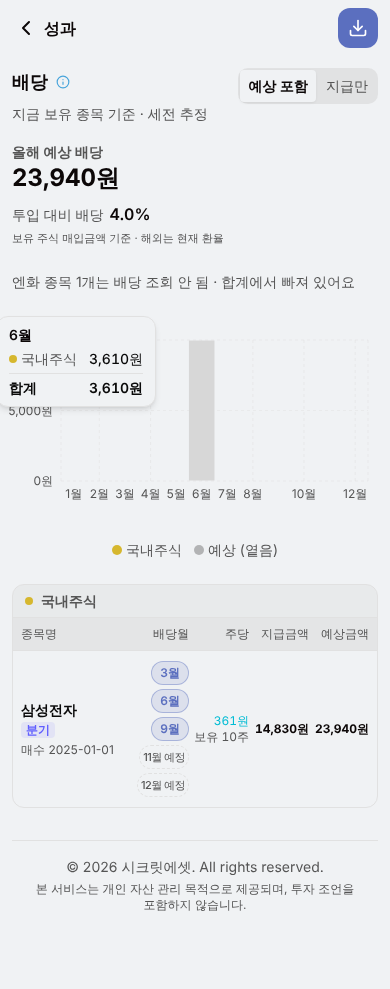 성과
배당
예상 포함 지급만
지금 보유 종목 기준 · 세전 추정
올해 예상 배당
23,940원
투입 대비 배당 4.0%
보유 주식 매입금액 기준 · 해외는 현재 환율
엔화 종목 1개는 배당 조회 안 됨 · 합계에서 빠져 있어요
6월
국내주식 3,610원
합계 3,610원
5,000원
0원
1월 2월 3월 4월 5월 6월 7월 8월 10월 12월
국내주식 예상 (옅음)
국내주식
종목명 배당월 주당 지급금액 예상금액
삼성전자
분기
매수 2025-01-01
3월
6월
9월
11월 예정
12월 예정
361원
보유 10주
14,830원 23,940원
© 2026 시크릿에셋. All rights reserved.
본 서비스는 개인 자산 관리 목적으로 제공되며, 투자 조언을
포함하지 않습니다.